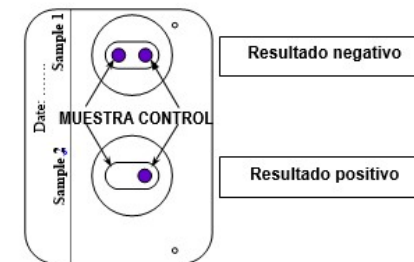 Sample 1
Resultado negativo
Date: .......
MUESTRA CONTROL
Sample 2
Resultado positivo